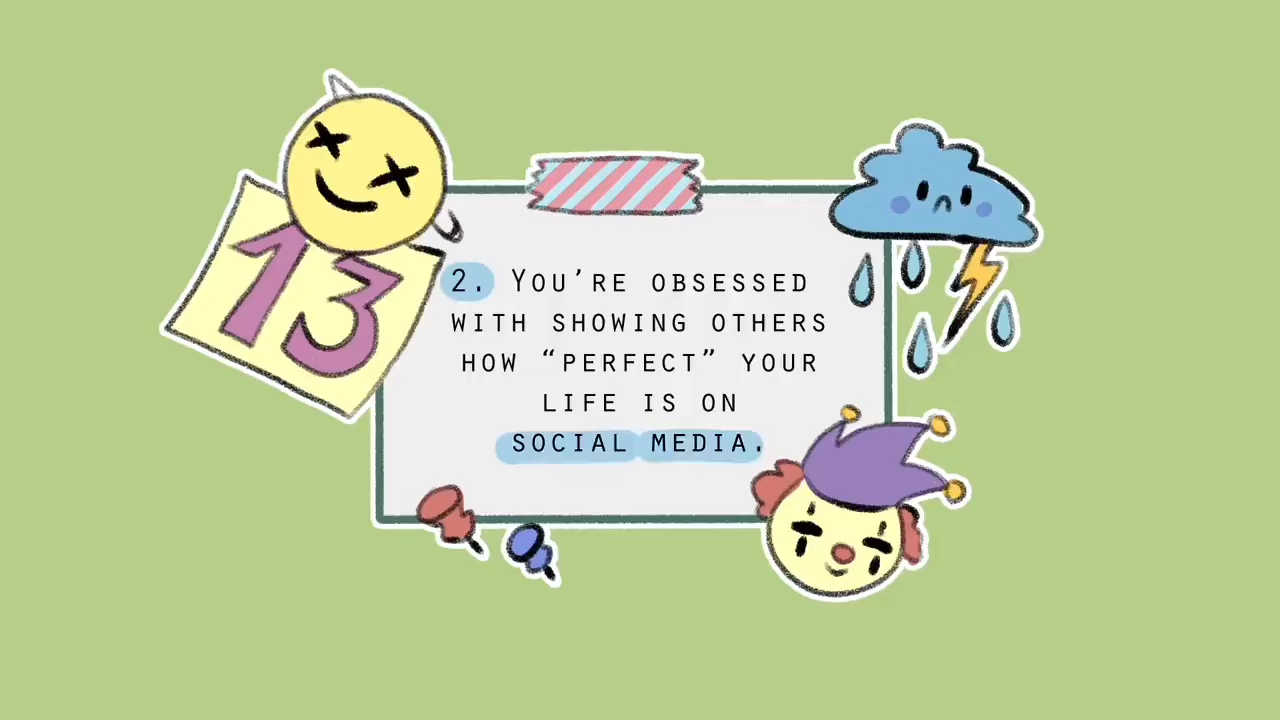 13
2. You're obsessed
with showing others
how “perfect” your
life is on
social media.